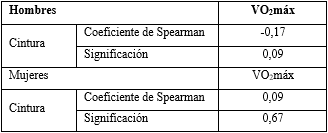 Hombres VO₂máx
Cintura Coeficiente de Spearman -0,17
Significación 0,09
Mujeres VO₂máx
Cintura Coeficiente de Spearman 0,09
Significación 0,67